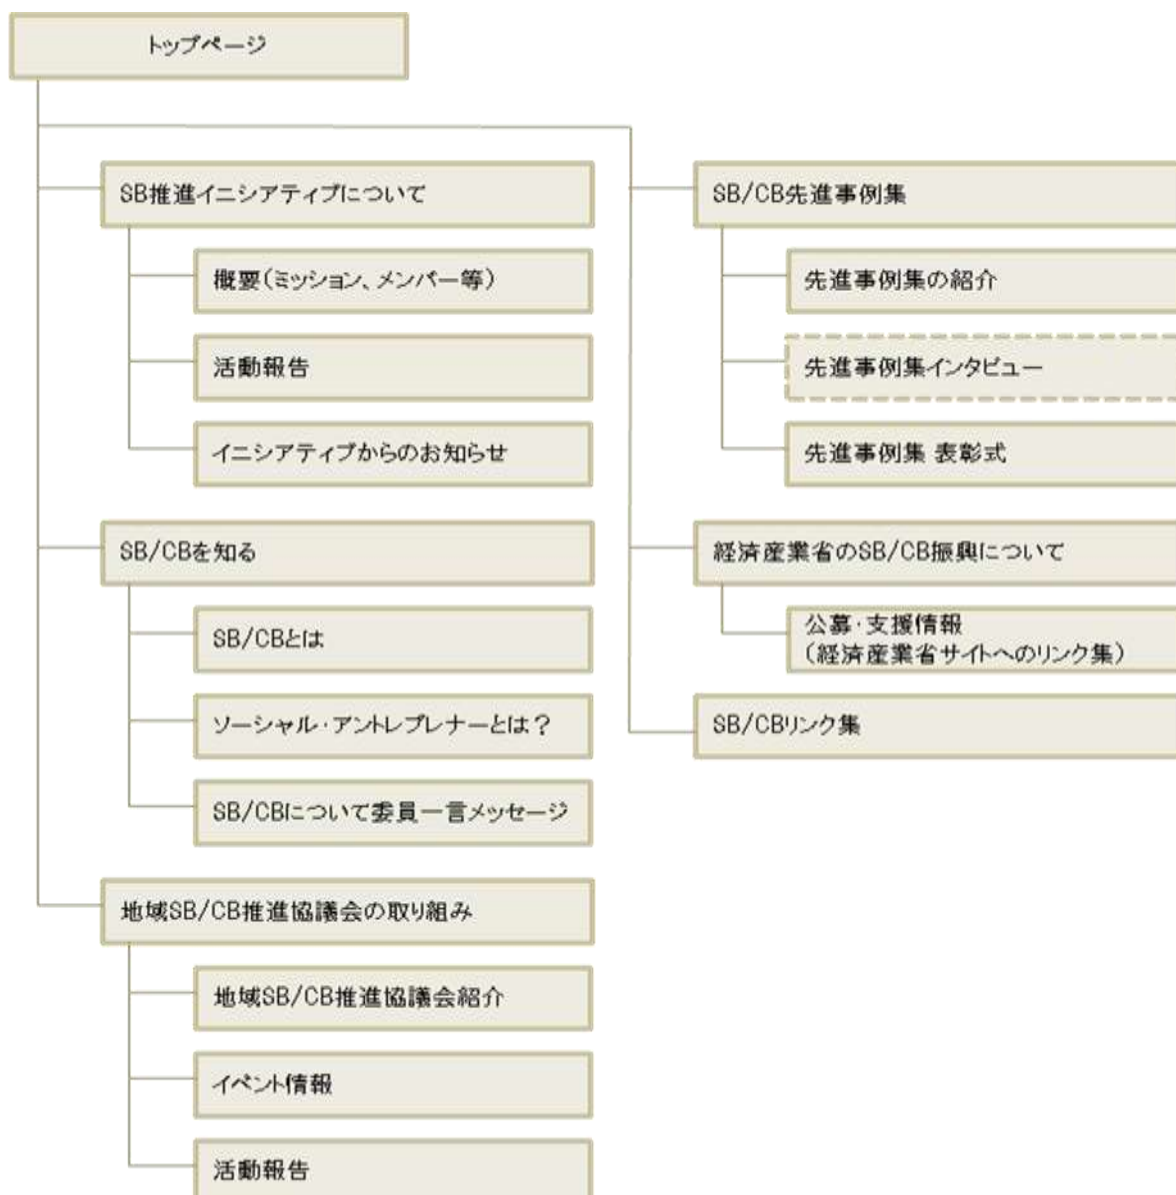 トップページ
SB推進イニシアティブについて
概要(ミッション、メンバー等)
活動報告
イニシアティブからのお知らせ
SB/CBを知る
SB/CBとは
ソーシャル・アントレプレナーとは?
SB/CBについて委員一言メッセージ
地域SB/CB推進協議会の取り組み
地域SB/CB推進協議会紹介
イベント情報
活動報告
SB/CB先進事例集
先進事例集の紹介
先進事例集インタビュー
先進事例集 表彰式
経済産業省のSB/CB振興について
公募・支援情報
(経済産業省サイトへのリンク集)
SB/CBリンク集